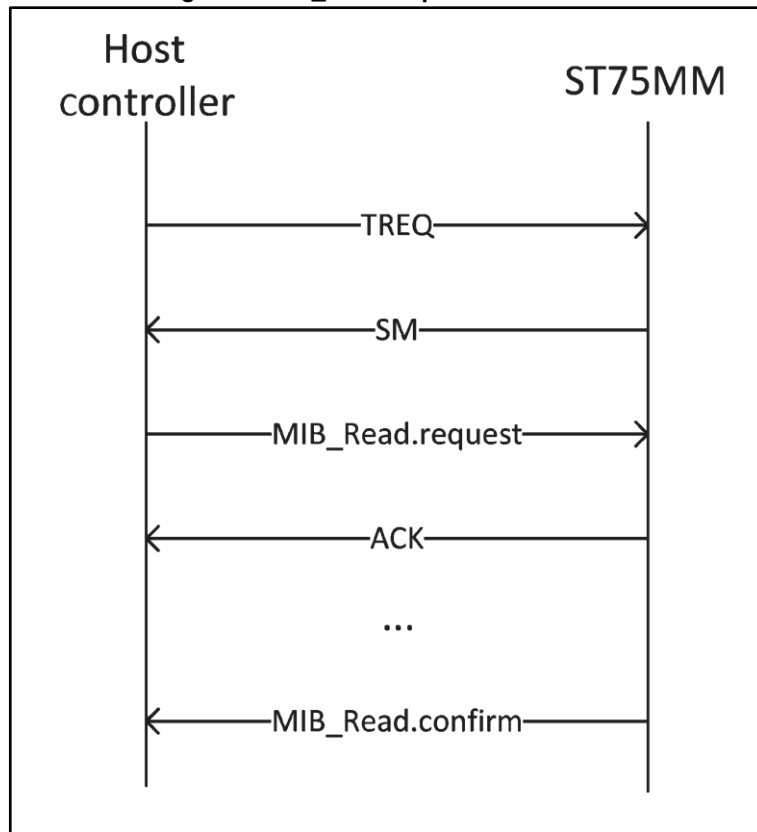 Host
controller
ST75MM
TREQ
SM
MIB_Read.request
ACK
...
MIB_Read.confirm